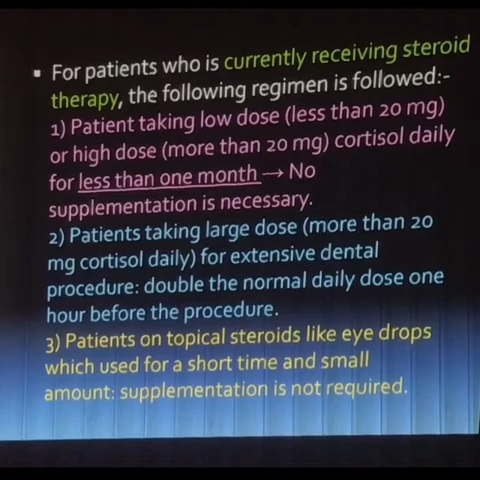 ▪ For patients who is currently receiving steroid
therapy, the following regimen is followed:-
1) Patient taking low dose (less than 20 mg)
or high dose (more than 20 mg) cortisol daily
for less than one month → No
supplementation is necessary.
2) Patients taking large dose (more than 20
mg cortisol daily) for extensive dental
procedure: double the normal daily dose one
hour before the procedure.
3) Patients on topical steroids like eye drops
which used for a short time and small
amount: supplementation is not required.